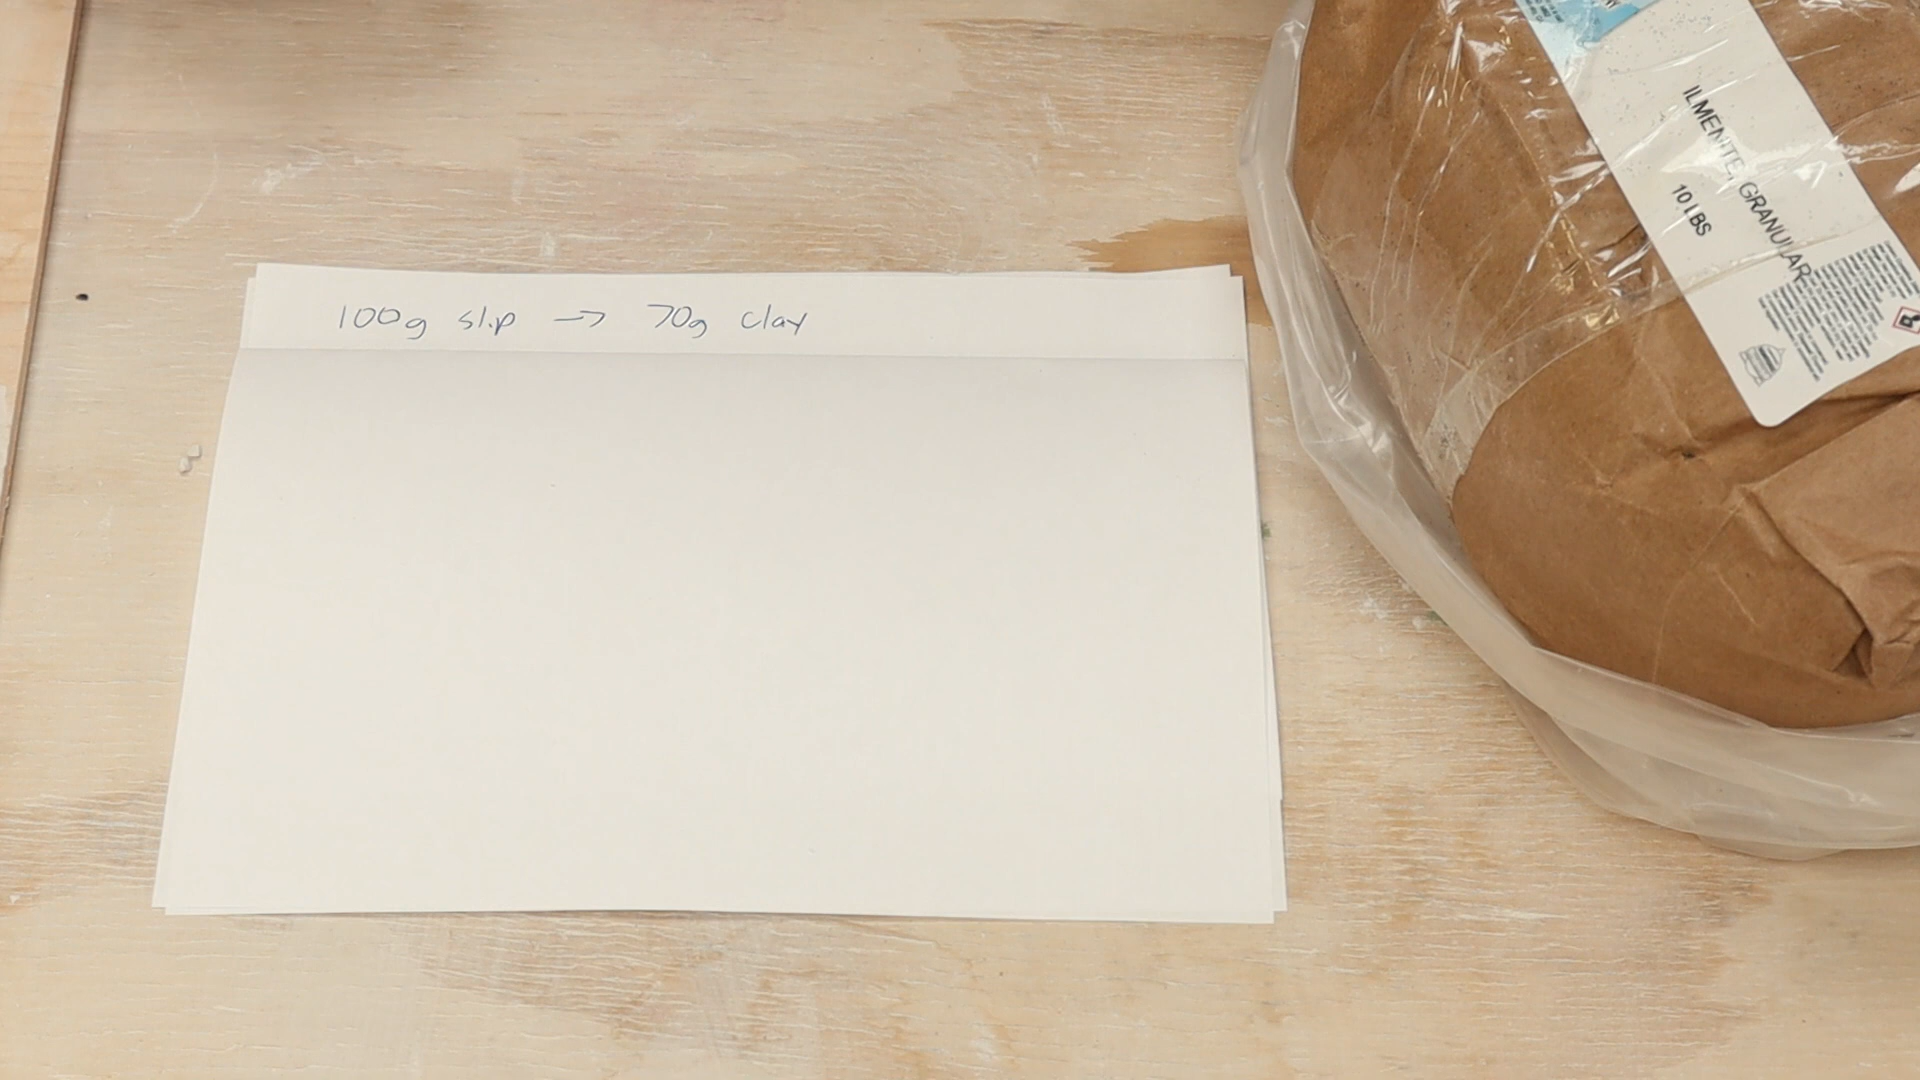 100g slip → 70g clay
ILMENITE, GRANULAR
10 LBS